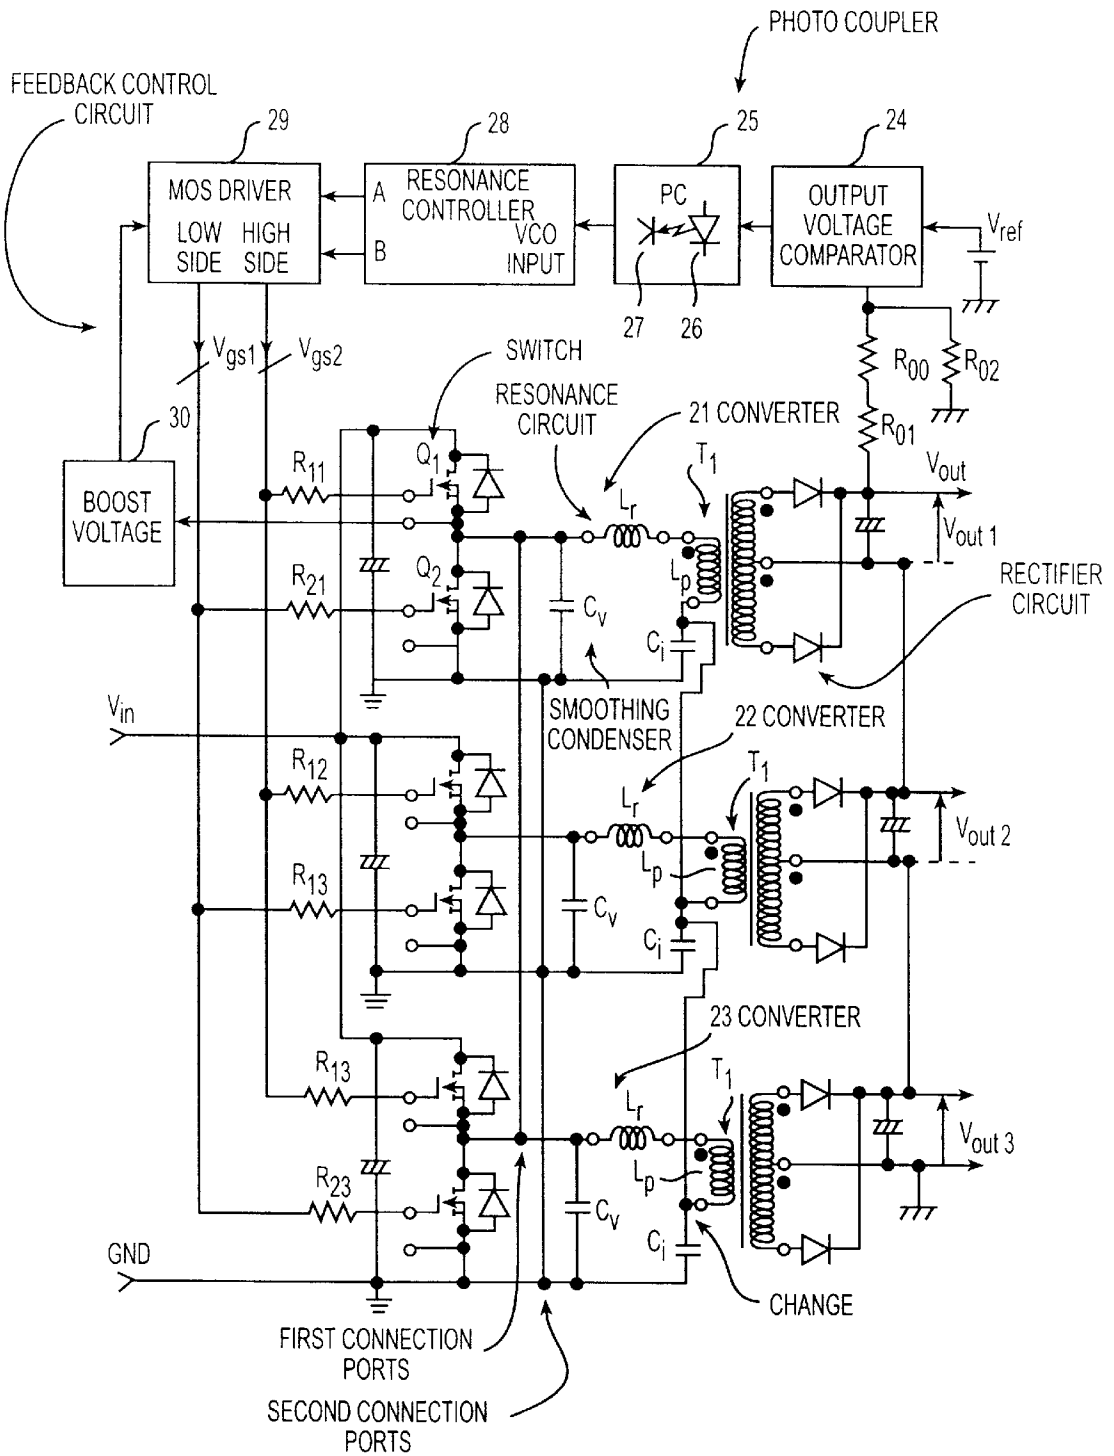 PHOTO COUPLER
FEEDBACK CONTROL
CIRCUIT
29
28
25
24
MOS DRIVER
LOW
SIDE
HIGH
SIDE
A
B
RESONANCE
CONTROLLER
VCO
INPUT
PC
27
26
OUTPUT
VOLTAGE
COMPARATOR
Vref
Vgs1
Vgs2
SWITCH
RESONANCE
CIRCUIT
R00
R02
R01
21 CONVERTER
30
BOOST
VOLTAGE
R11
Q1
Lr
T1
Vout
Vout 1
R21
Q2
Lp
Cv
Ci
RECTIFIER
CIRCUIT
Vin
SMOOTHING
CONDENSER
22 CONVERTER
R12
Lr
T1
Vout 2
R13
Lp
Cv
Ci
23 CONVERTER
R13
Lr
T1
Vout 3
R23
Lp
Cv
Ci
GND
CHANGE
FIRST CONNECTION
PORTS
SECOND CONNECTION
PORTS